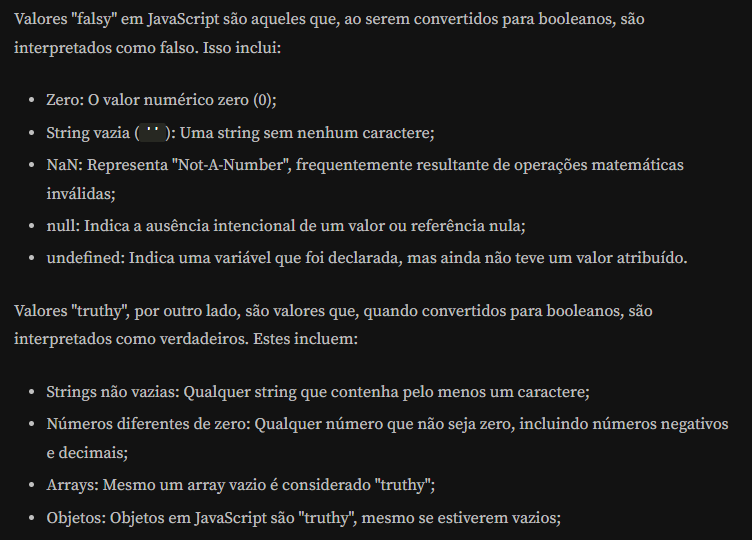 Valores "falsy" em JavaScript são aqueles que, ao serem convertidos para booleanos, são
interpretados como falso. Isso inclui:
• Zero: O valor numérico zero (0);
• String vazia ( '' ): Uma string sem nenhum caractere;
• NaN: Representa "Not-A-Number", frequentemente resultante de operações matemáticas
inválidas;
• null: Indica a ausência intencional de um valor ou referência nula;
• undefined: Indica uma variável que foi declarada, mas ainda não teve um valor atribuído.
Valores "truthy", por outro lado, são valores que, quando convertidos para booleanos, são
interpretados como verdadeiros. Estes incluem:
• Strings não vazias: Qualquer string que contenha pelo menos um caractere;
• Números diferentes de zero: Qualquer número que não seja zero, incluindo números negativos
e decimais;
• Arrays: Mesmo um array vazio é considerado "truthy";
• Objetos: Objetos em JavaScript são "truthy", mesmo se estiverem vazios;